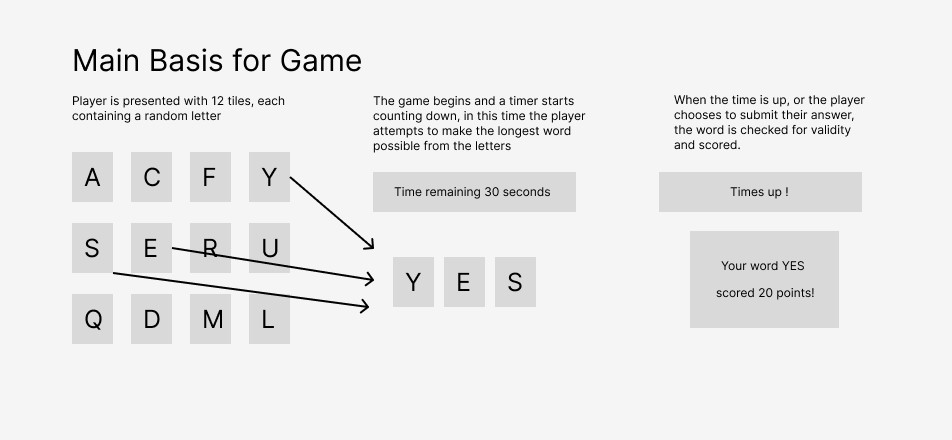 Main Basis for Game
Player is presented with 12 tiles, each
containing a random letter
A C F Y
S E R U
Q D M L
The game begins and a timer starts
counting down, in this time the player
attempts to make the longest word
possible from the letters
Time remaining 30 seconds
Y E S
When the time is up, or the player
chooses to submit their answer,
the word is checked for validity
and scored.
Times up !
Your word YES
scored 20 points!